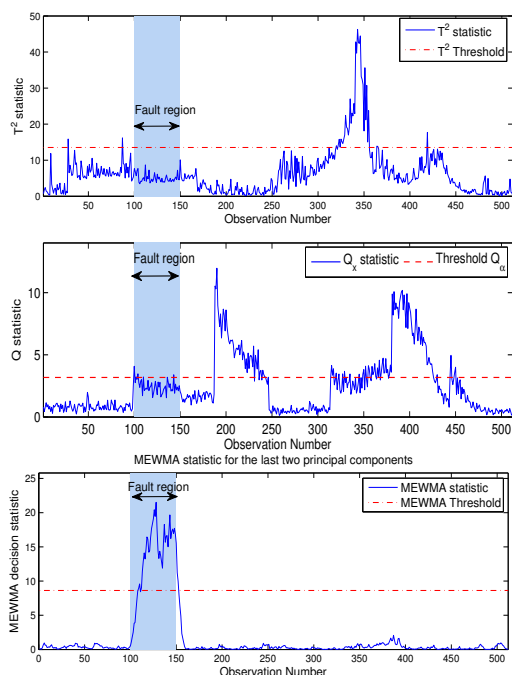 50
40
30
20
10
0
T² statistic
T² statistic
T² Threshold
Fault region
50 100 150 200 250 300 350 400 450 500
Observation Number
10
5
0
Q statistic
Fault region
Q_x statistic Threshold Q_α
50 100 150 200 250 300 350 400 450 500
Observation Number
MEWMA statistic for the last two principal components
25
20
15
10
5
0
MEWMA decision statistic
Fault region
MEWMA statistic
MEWMA Threshold
0 50 100 150 200 250 300 350 400 450 500
Observation Number